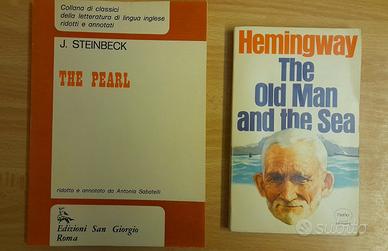 Collana di classici
della letteratura di lingua inglese
ridotti e annotati
J. STEINBECK
THE PEARL
ridotto e annotato da Antonia Sabatelli
Edizioni San Giorgio
Roma
Hemingway
The
Old Man
and the Sea
subito